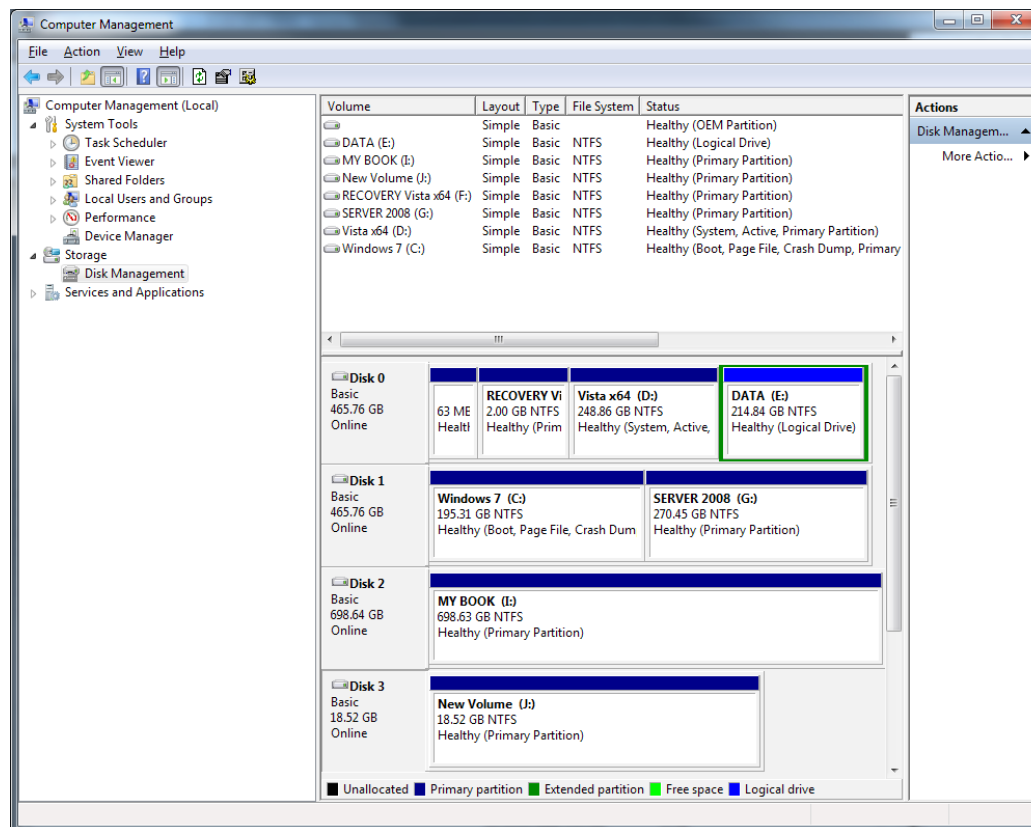 Computer Management
File Action View Help
Computer Management (Local)
System Tools
Task Scheduler
Event Viewer
Shared Folders
Local Users and Groups
Performance
Device Manager
Storage
Disk Management
Services and Applications
Volume Layout Type File System Status
Simple Basic Healthy (OEM Partition)
DATA (E:) Simple Basic NTFS Healthy (Logical Drive)
MY BOOK (I:) Simple Basic NTFS Healthy (Primary Partition)
New Volume (J:) Simple Basic NTFS Healthy (Primary Partition)
RECOVERY Vista x64 (F:) Simple Basic NTFS Healthy (Primary Partition)
SERVER 2008 (G:) Simple Basic NTFS Healthy (Primary Partition)
Vista x64 (D:) Simple Basic NTFS Healthy (System, Active, Primary Partition)
Windows 7 (C:) Simple Basic NTFS Healthy (Boot, Page File, Crash Dump, Primary
Disk 0
Basic
465.76 GB
Online
63 ME
Healt
RECOVERY Vi
2.00 GB NTFS
Healthy (Prim
Vista x64 (D:)
248.86 GB NTFS
Healthy (System, Active,
DATA (E:)
214.84 GB NTFS
Healthy (Logical Drive)
Disk 1
Basic
465.76 GB
Online
Windows 7 (C:)
195.31 GB NTFS
Healthy (Boot, Page File, Crash Dum
SERVER 2008 (G:)
270.45 GB NTFS
Healthy (Primary Partition)
Disk 2
Basic
698.64 GB
Online
MY BOOK (I:)
698.63 GB NTFS
Healthy (Primary Partition)
Disk 3
Basic
18.52 GB
Online
New Volume (J:)
18.52 GB NTFS
Healthy (Primary Partition)
Unallocated Primary partition Extended partition Free space Logical drive
Actions
Disk Managem...
More Actio...